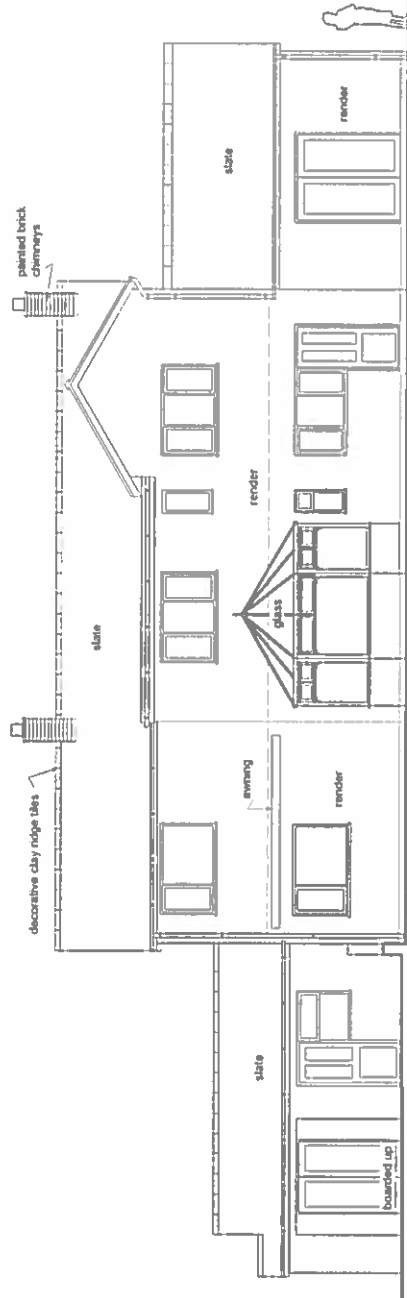 decorative clay ridge tiles
painted brick
chimneys
slate
slate
slate
render
awning
glass
render
render
boarded up